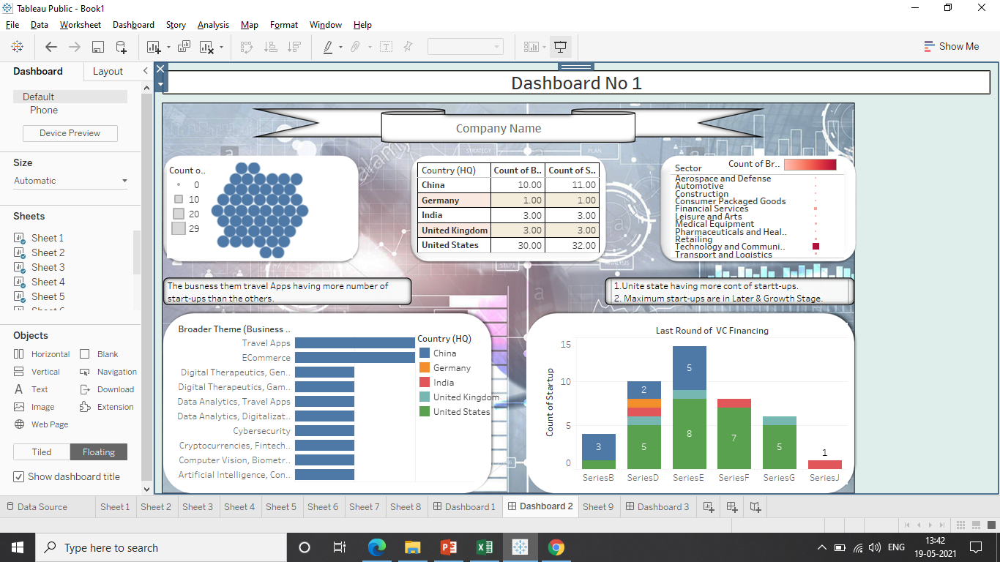 Tableau Public - Book1
File Data Worksheet Dashboard Story Analysis Map Format Window Help
Show Me
Dashboard Layout
Default
Phone
Device Preview
Size
Automatic
Sheets
Sheet 1
Sheet 2
Sheet 3
Sheet 4
Sheet 5
Objects
Horizontal Blank
Vertical Navigation
Text Download
Image Extension
Web Page
Tiled Floating
Show dashboard title
Dashboard No 1
Company Name
STRATEGY PLAN
alamy
a
a
a
a
STEP1 ANALYSIS
Count o..
0
10
20
29
Country (HQ) Count of B.. Count of S..
China 10.00 11.00
Germany 1.00 1.00
India 3.00 3.00
United Kingdom 3.00 3.00
United States 30.00 32.00
Sector Count of Br..
Aerospace and Defense
Automotive
Construction
Consumer Packaged Goods
Financial Services
Leisure and Arts
Medical Equipment
Pharmaceuticals and Heal..
Retailing
Technology and Communi..
Transport and Logistics
The busness them travel Apps having more number of
start-ups than the others.
1.Unite state having more cont of startt-ups.
2. Maximum start-ups are in Later & Growth Stage.
Broader Theme (Business ..
Travel Apps
ECommerce
Digital Therapeutics, Gen..
Digital Therapeutics, Gam..
Data Analytics, Travel Apps
Data Analytics, Digitalizat..
Cybersecurity
Cryptocurrencies, Fintech..
Computer Vision, Biometr..
Artificial Intelligence, Con..
Country (HQ)
China
Germany
India
United Kingdom
United States
Last Round of VC Financing
Count of Startup
15
10
5
0
3
2
5
5
8
7
5
1
SeriesB SeriesD SeriesE SeriesF SeriesG SeriesJ
Data Source Sheet 1 Sheet 2 Sheet 3 Sheet 4 Sheet 5 Sheet 6 Sheet 7 Sheet 8 Dashboard 1 Dashboard 2 Sheet 9 Dashboard 3
Type here to search
ENG
13:42
19-05-2021